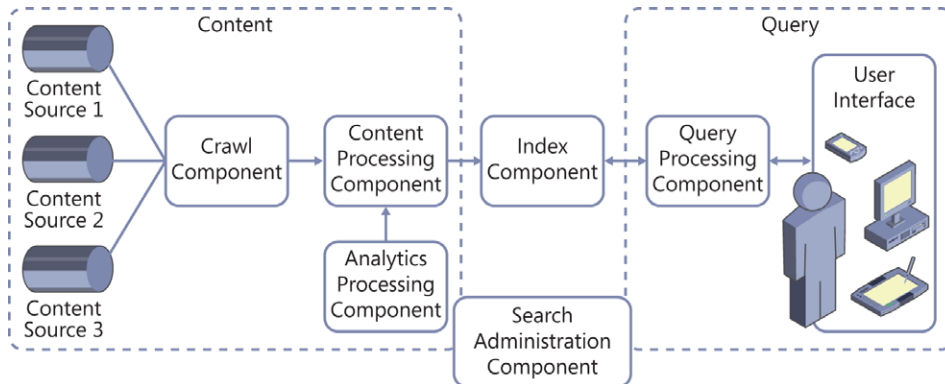 Content
Query
Content
Source 1
Content
Source 2
Content
Source 3
Crawl
Component
Content
Processing
Component
Analytics
Processing
Component
Index
Component
Search
Administration
Component
Query
Processing
Component
User
Interface